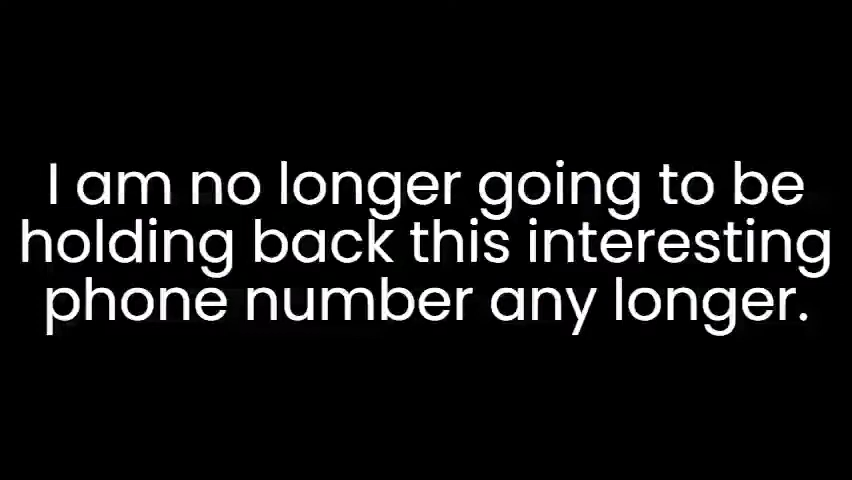 I am no longer going to be
holding back this interesting
phone number any longer.